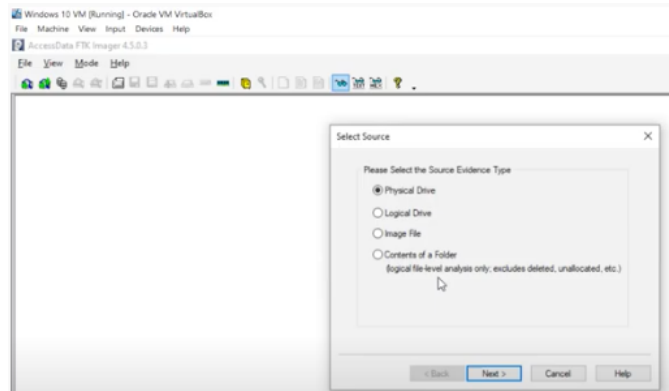 Windows 10 VM [Running] - Oracle VM VirtualBox
File Machine View Input Devices Help
AccessData FTK Imager 4.5.0.3
File View Mode Help
Select Source
Please Select the Source Evidence Type
Physical Drive
Logical Drive
Image File
Contents of a Folder
(logical file-level analysis only; excludes deleted, unallocated, etc.)
< Back Next > Cancel Help